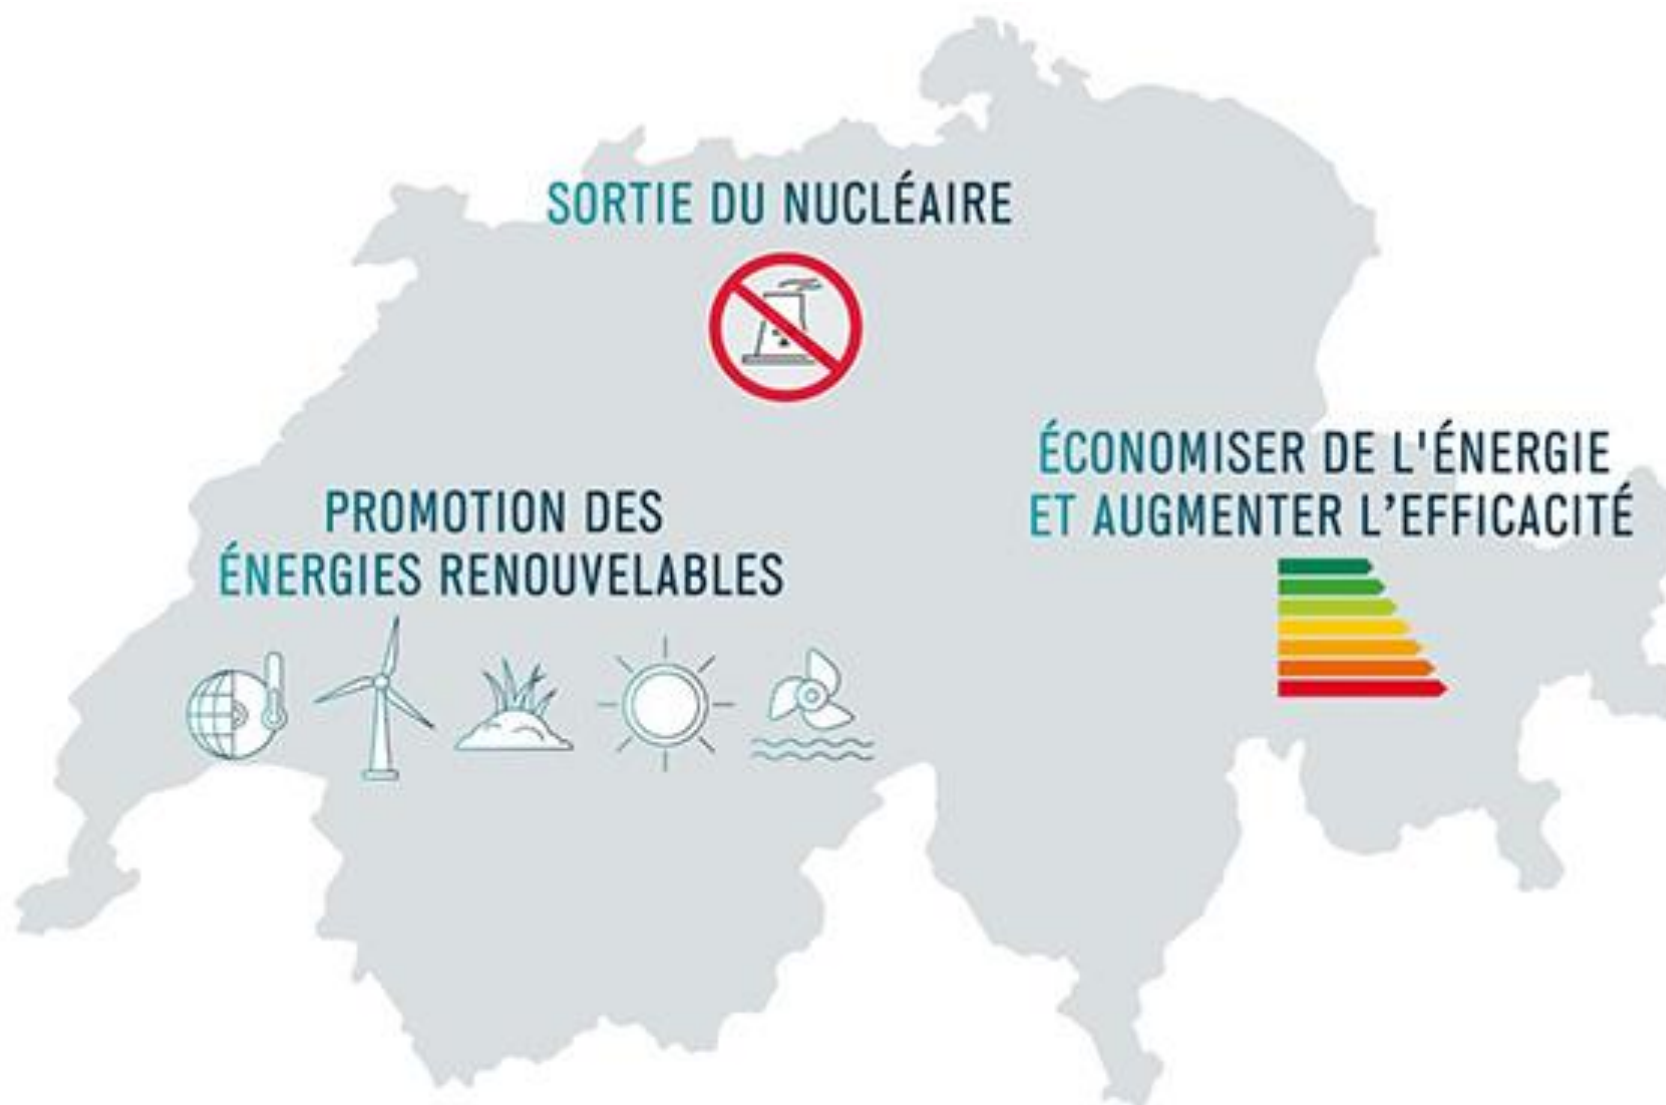 SORTIE DU NUCLÉAIRE
ÉCONOMISER DE L'ÉNERGIE
ET AUGMENTER L’EFFICACITÉ
PROMOTION DES
ÉNERGIES RENOUVELABLES